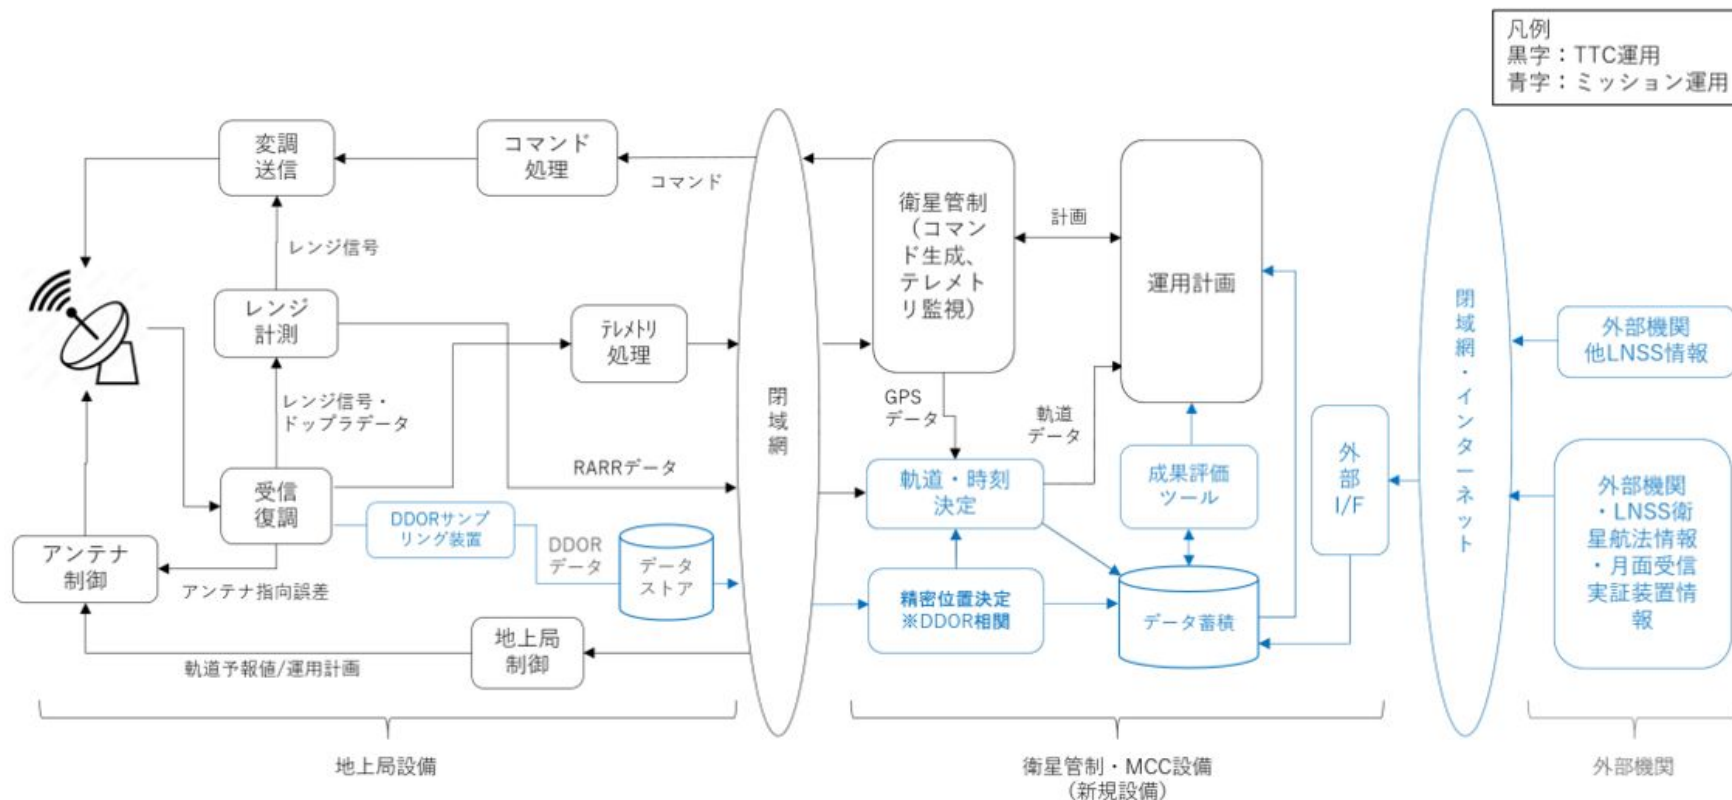 凡例
黒字：TTC運用
青字：ミッション運用
変調
送信
コマンド
処理
コマンド
レンジ信号
レンジ
計測
テレメトリ
処理
レンジ信号・
ドップラデータ
RARRデータ
受信
復調
DDORサンプ
リング装置
DDOR
データ
データ
ストア
アンテナ
制御
アンテナ指向誤差
地上局
制御
軌道予報値/運用計画
地上局設備
閉域網
衛星管制
（コマン
ド生成、
テレメト
リ監視）
計画
運用計画
GPS
データ
軌道
データ
軌道・時刻
決定
成果評価
ツール
精密位置決定
※DDOR相関
データ蓄積
外部
I/F
衛星管制・MCC設備
（新規設備）
閉域網・インターネット
外部機関
他LNSS情報
外部機関
・LNSS衛
星航法情報
・月面受信
実証装置情
報
外部機関